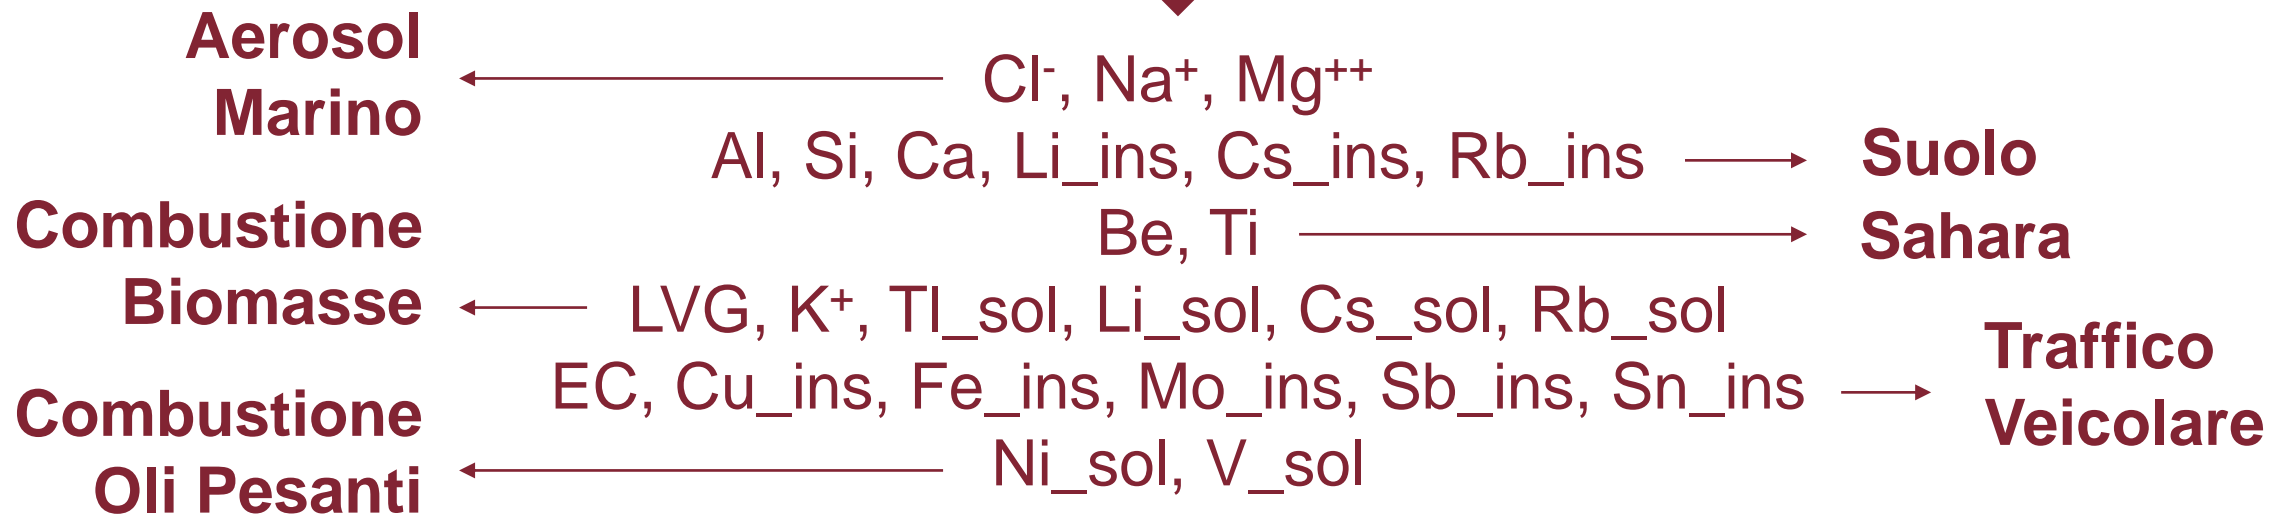 Aerosol
Marino
Cl⁻, Na⁺, Mg⁺⁺
Al, Si, Ca, Li_ins, Cs_ins, Rb_ins
Suolo
Be, Ti
Sahara
Combustione
Biomasse
LVG, K⁺, Tl_sol, Li_sol, Cs_sol, Rb_sol
EC, Cu_ins, Fe_ins, Mo_ins, Sb_ins, Sn_ins
Traffico
Veicolare
Combustione
Oli Pesanti
Ni_sol, V_sol